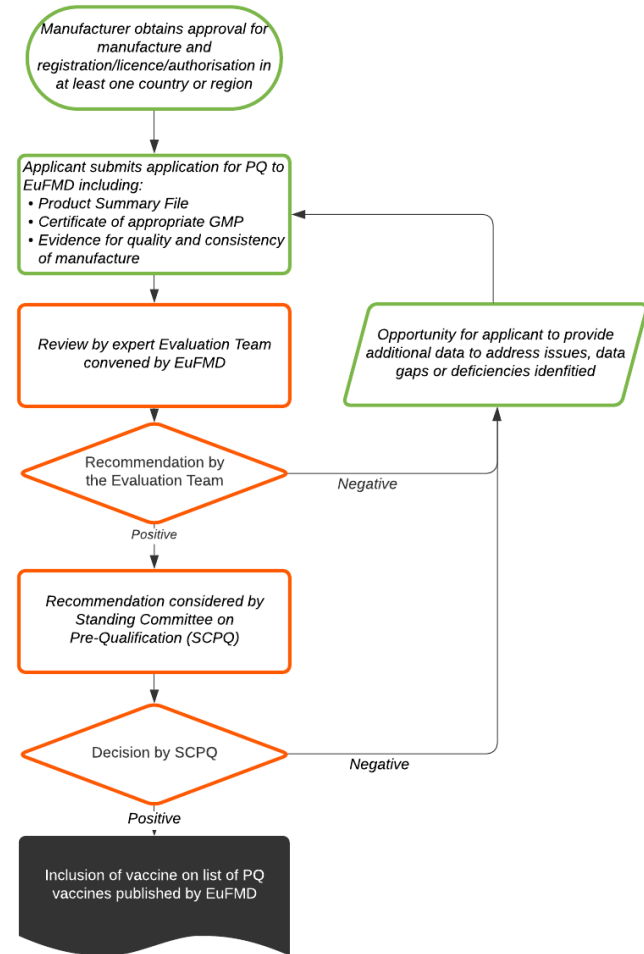 Manufacturer obtains approval for
manufacture and
registration/licence/authorisation in
at least one country or region
Applicant submits application for PQ to
EuFMD including:
• Product Summary File
• Certificate of appropriate GMP
• Evidence for quality and consistency
of manufacture
Review by expert Evaluation Team
convened by EuFMD
Opportunity for applicant to provide
additional data to address issues, data
gaps or deficiencies idenfitied
Recommendation by
the Evaluation Team
Negative
Positive
Recommendation considered by
Standing Committee on
Pre-Qualification (SCPQ)
Decision by SCPQ
Negative
Positive
Inclusion of vaccine on list of PQ
vaccines published by EuFMD